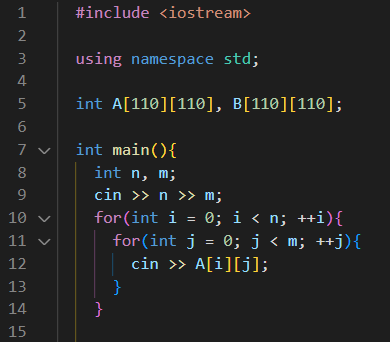 1 #include <iostream>
2
3 using namespace std;
4
5 int A[110][110], B[110][110];
6
7 int main(){
8 int n, m;
9 cin >> n >> m;
10 for(int i = 0; i < n; ++i){
11 for(int j = 0; j < m; ++j){
12 cin >> A[i][j];
13 }
14 }
15